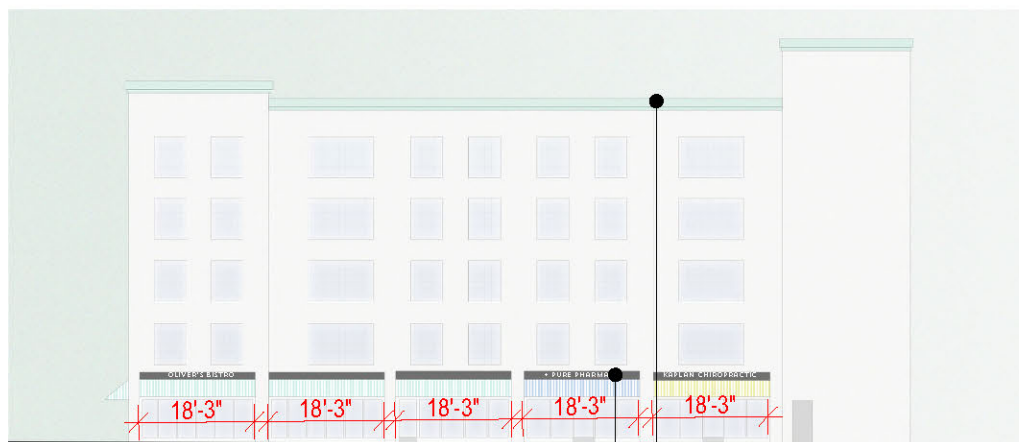 OLIVER'S BISTRO
+ PURE PHARMA
KAPLAN CHIROPRACTIC
18'-3" 18'-3" 18'-3" 18'-3" 18'-3"